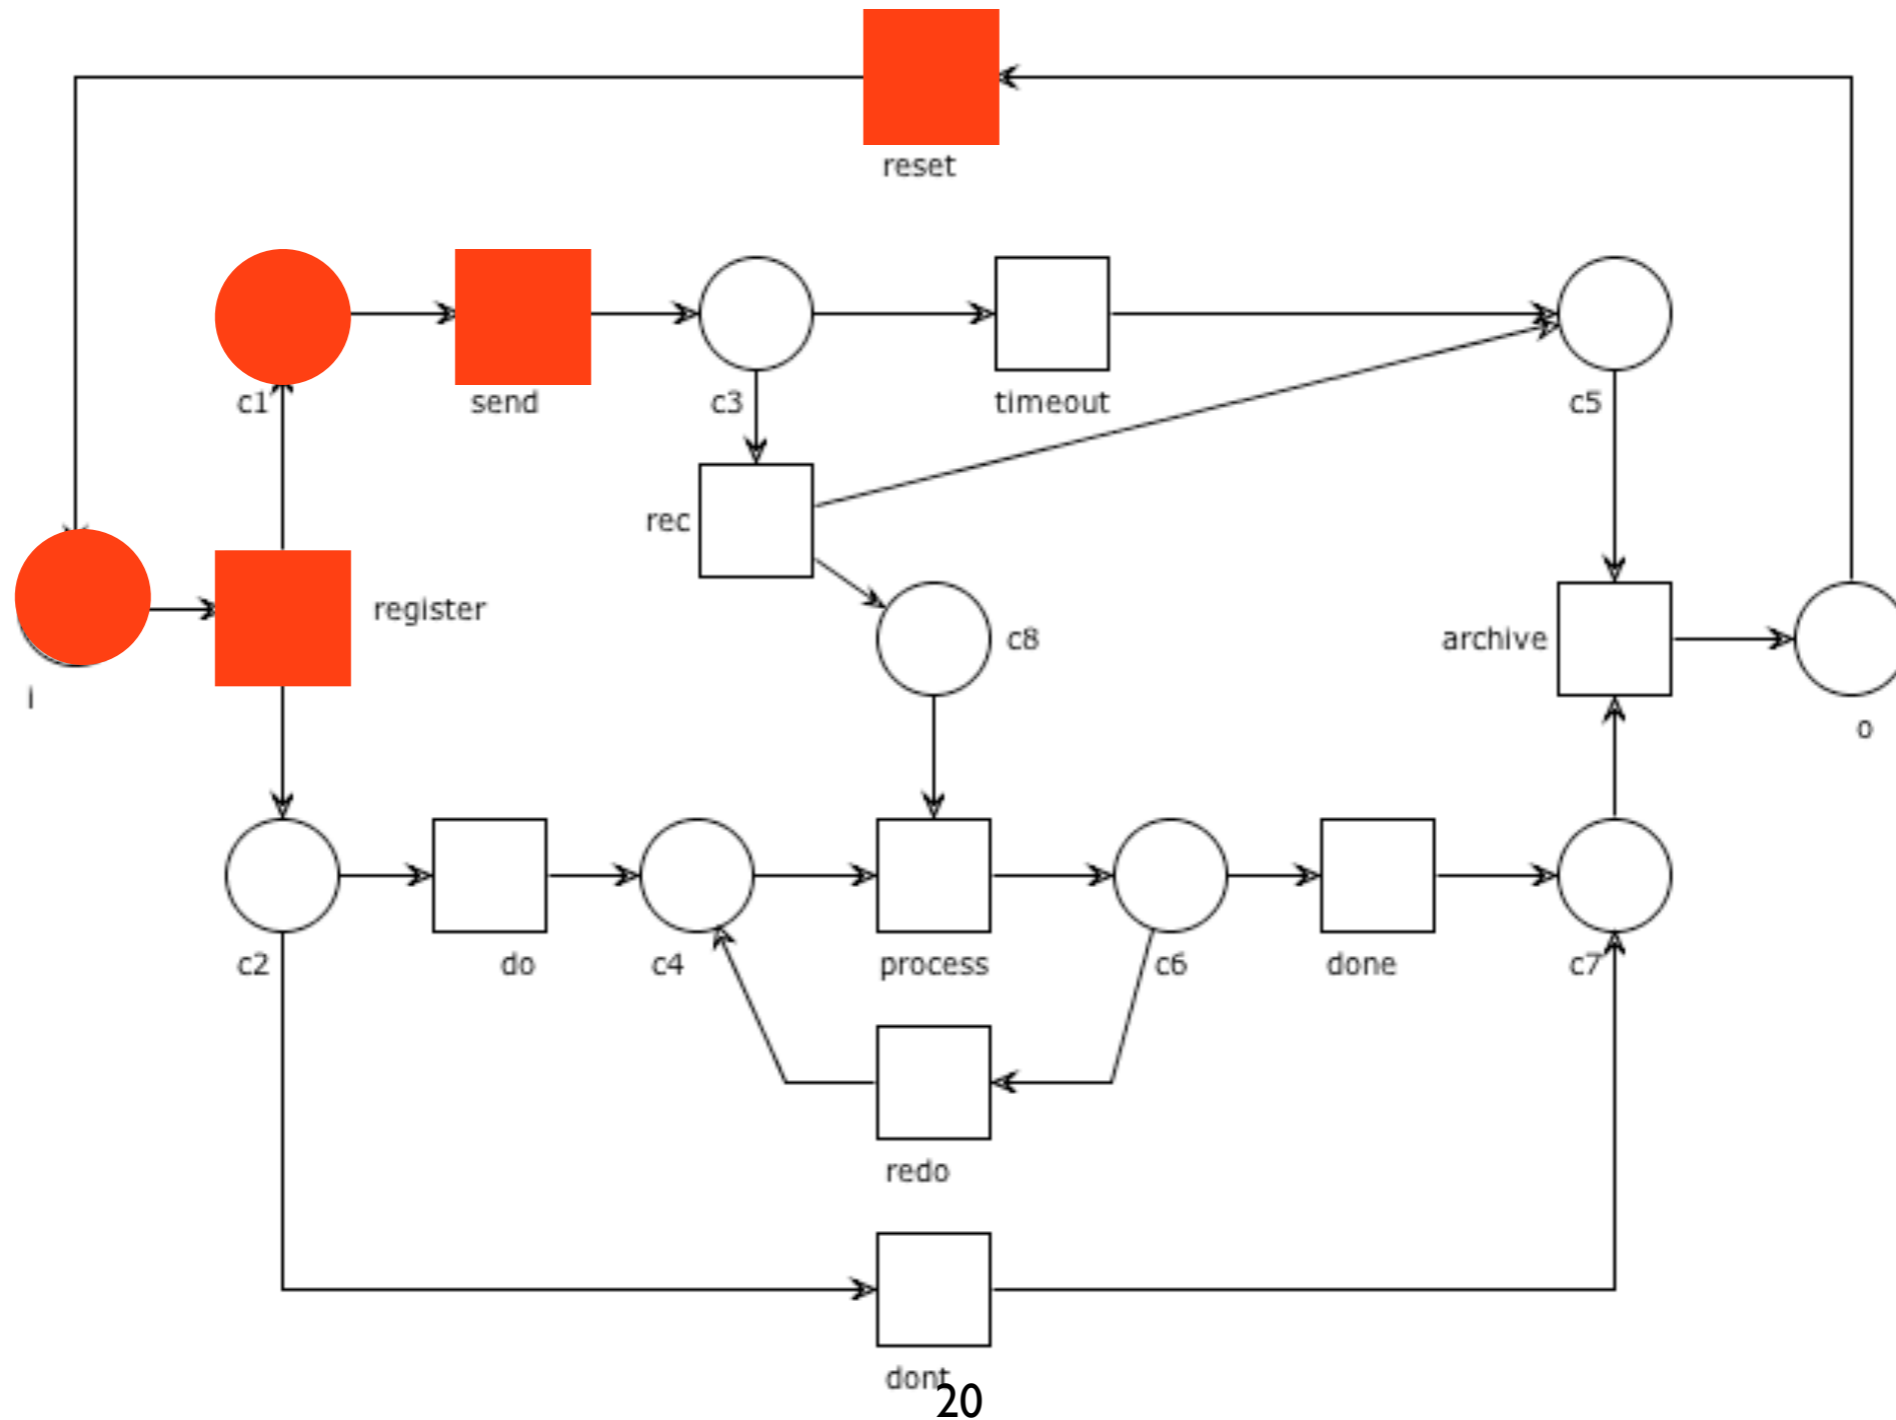 reset
c1
send
c3
timeout
c5
rec
register
c8
archive
i
o
c2
do
c4
process
c6
done
c7
redo
dont
20